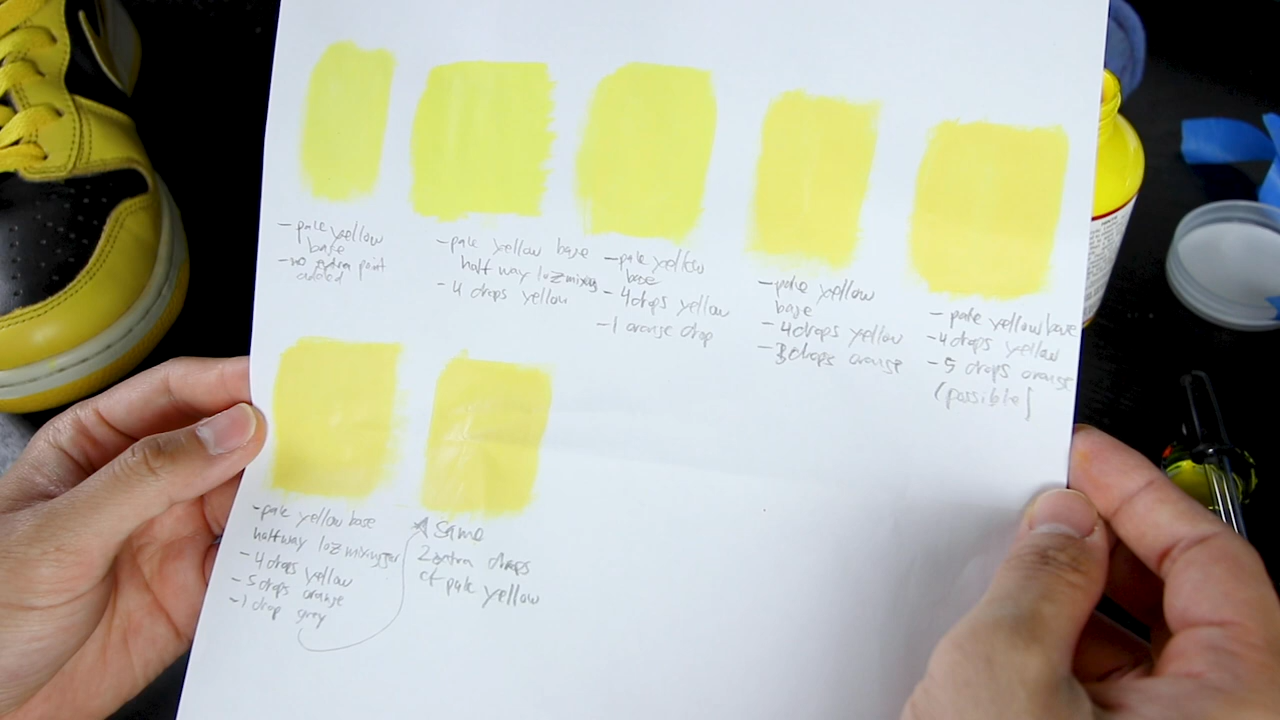 - pale yellow
base
- no extra paint
added
- pale yellow base
half way 1oz mixing
- 4 drops yellow
- pale yellow
base
- 4 drops yellow
- 1 orange drop
- pale yellow
base
- 4 drops yellow
- 3 drops orange
- pale yellow base
- 4 drops yellow
- 5 drops orange
(possible)
- pale yellow base
halfway 1oz mixing jar
- 4 drops yellow
- 5 drops orange
- 1 drop grey
same
2 extra drops
of pale yellow